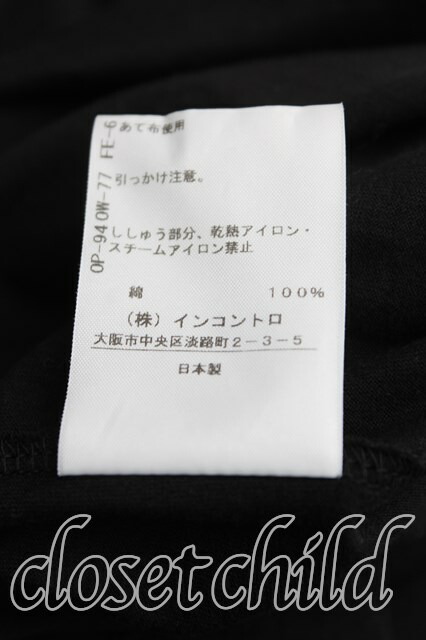 あて布使用
引っかけ注意。
ししゅう部分、乾熱アイロン・
スチームアイロン禁止
綿 100%
(株)インコントロ
大阪市中央区淡路町2-3-5
日本製
OP-940W-77 FE-6
closetchild